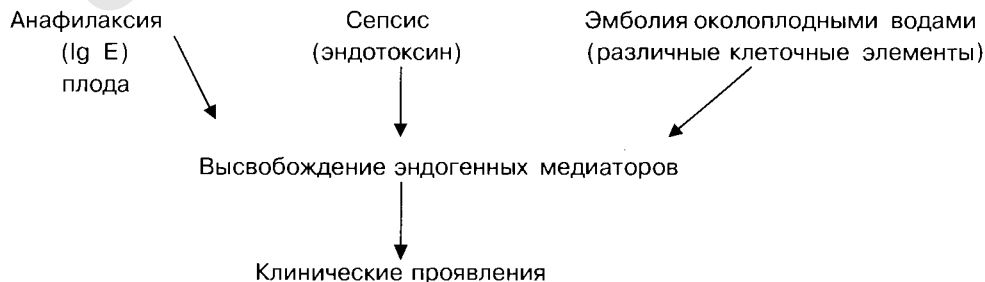 Анафилаксия
(Ig E)
плода
Сепсис
(эндотоксин)
Эмболия околоплодными водами
(различные клеточные элементы)
Высвобождение эндогенных медиаторов
Клинические проявления